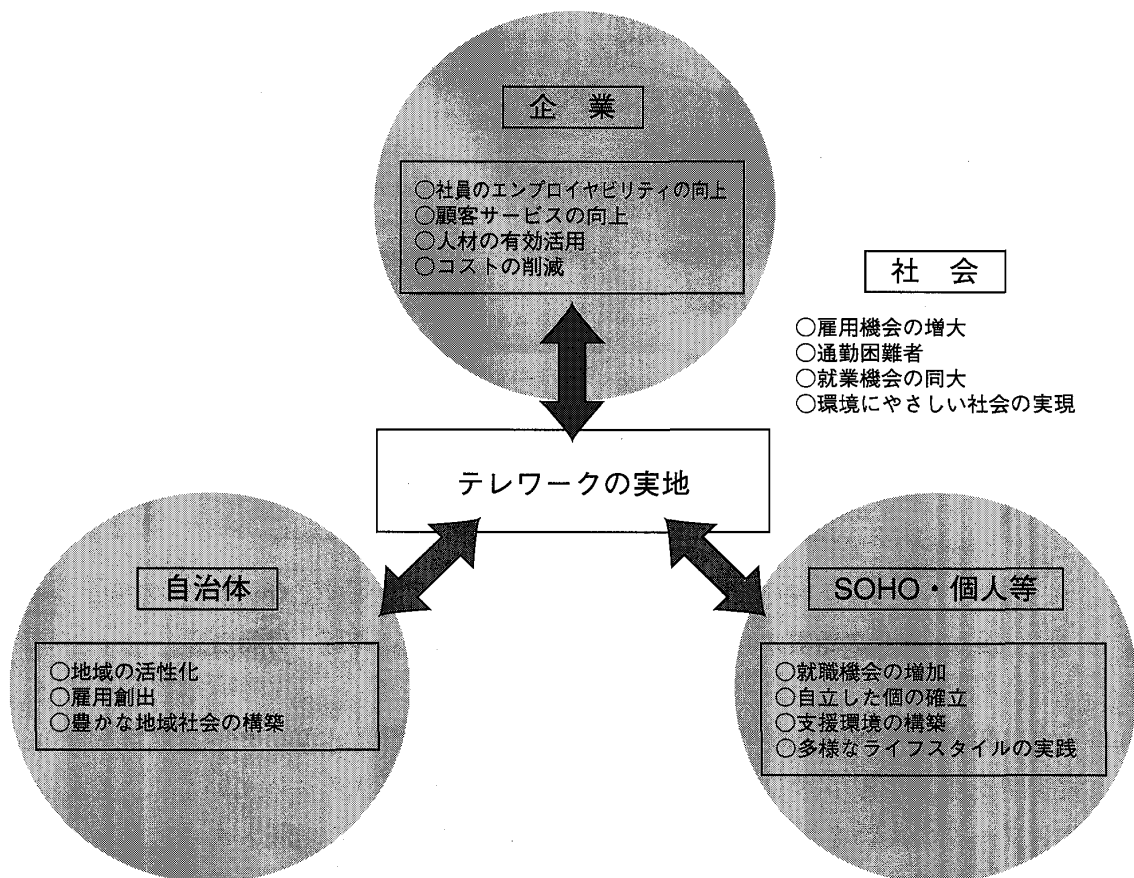 企 業
○社員のエンプロイヤビリティの向上
○顧客サービスの向上
○人材の有効活用
○コストの削減
社 会
○雇用機会の増大
○通勤困難者
○就業機会の同大
○環境にやさしい社会の実現
テレワークの実地
自治体
○地域の活性化
○雇用創出
○豊かな地域社会の構築
SOHO・個人等
○就職機会の増加
○自立した個の確立
○支援環境の構築
○多様なライフスタイルの実践